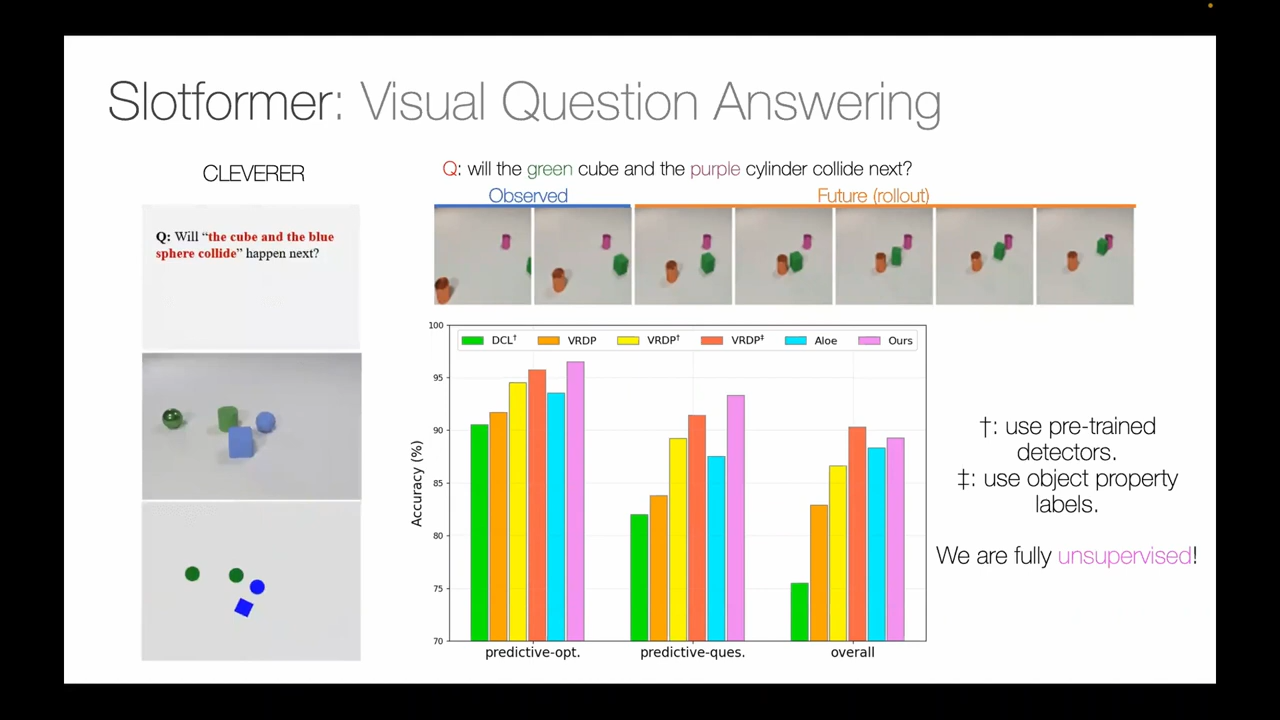 Slotformer: Visual Question Answering
CLEVERER
Q: Will “the cube and the blue
sphere collide” happen next?
Q: will the green cube and the purple cylinder collide next?
Observed
Future (rollout)
100
95
90
85
80
75
70
Accuracy (%)
DCL† VRDP VRDP† VRDP‡ Aloe Ours
predictive-opt. predictive-ques. overall
†: use pre-trained
detectors.
‡: use object property
labels.
We are fully unsupervised!